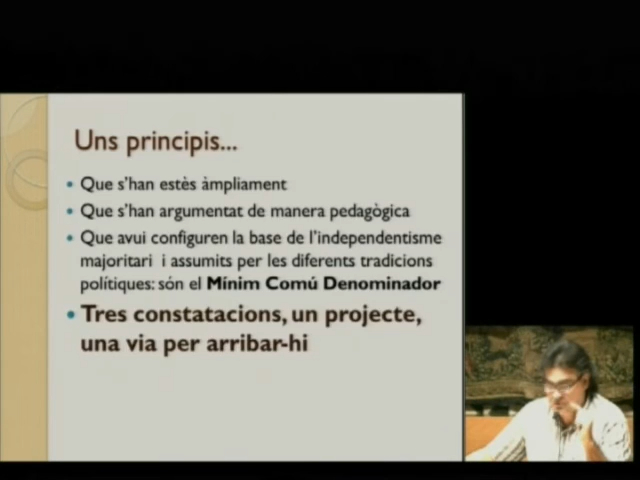 Uns principis...
Que s'han estès àmpliament
Que s'han argumentat de manera pedagògica
Que avui configuren la base de l'independentisme
majoritari i assumits per les diferents tradicions
polítiques: són el Mínim Comú Denominador
Tres constatacions, un projecte,
una via per arribar-hi